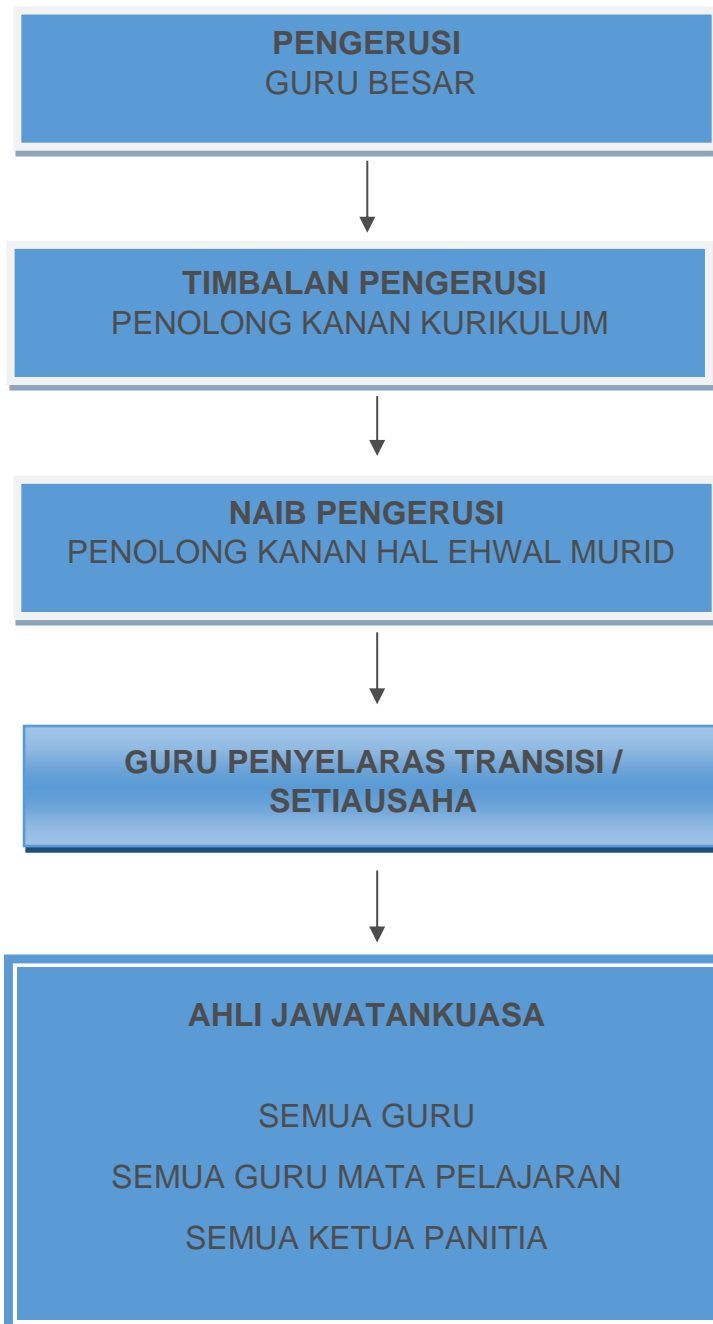 PENGERUSI
GURU BESAR
TIMBALAN PENGERUSI
PENOLONG KANAN KURIKULUM
NAIB PENGERUSI
PENOLONG KANAN HAL EHWAL MURID
GURU PENYELARAS TRANSISI /
SETIAUSAHA
AHLI JAWATANKUASA
SEMUA GURU
SEMUA GURU MATA PELAJARAN
SEMUA KETUA PANITIA